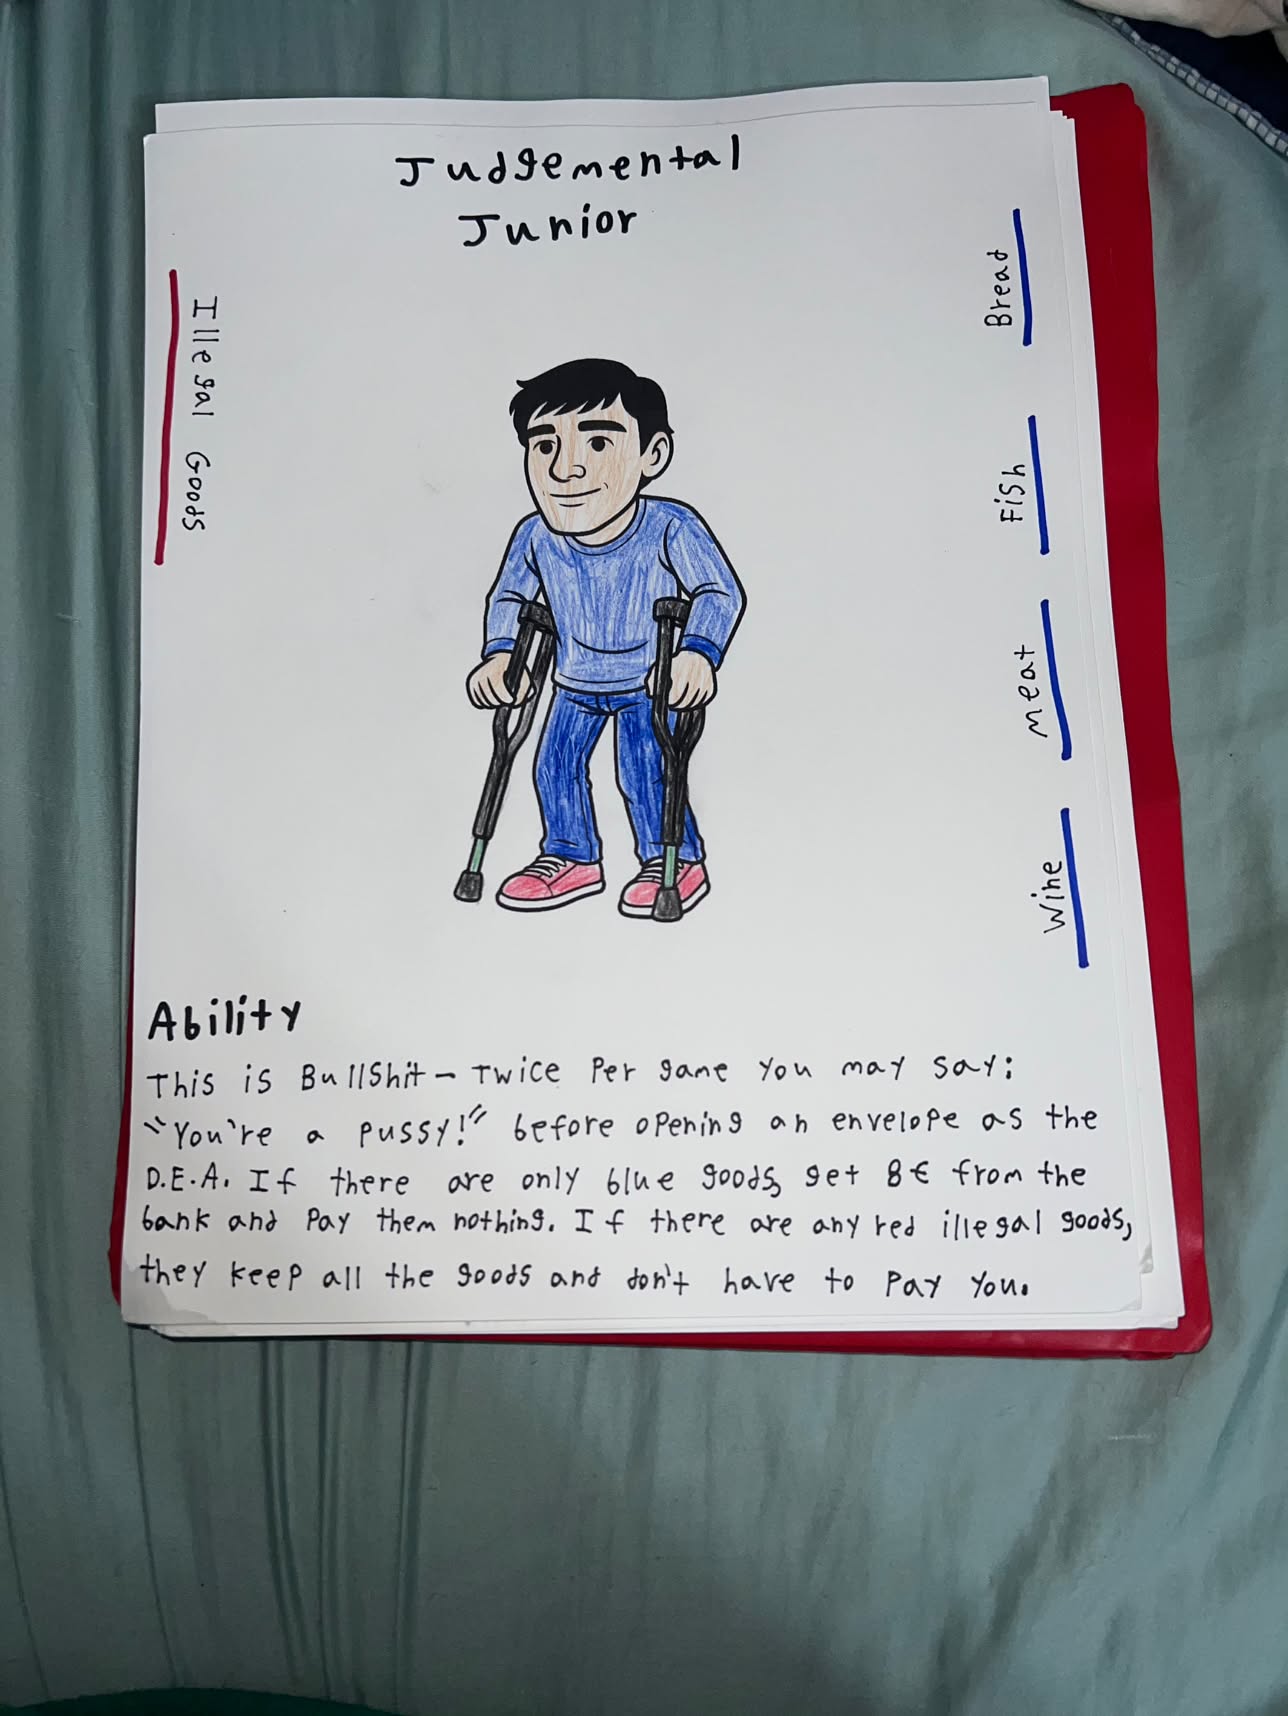 Judgemental
Junior
Illegal Goods
Bread
Fish
meat
Wine
Ability
This is Bullshit - Twice Per game you may say:
"You're a pussy!" before opening an envelope as the
D.E.A. If there are only blue goods, get 8€ from the
bank and pay them nothing. If there are any red illegal goods,
they keep all the goods and don't have to pay you.